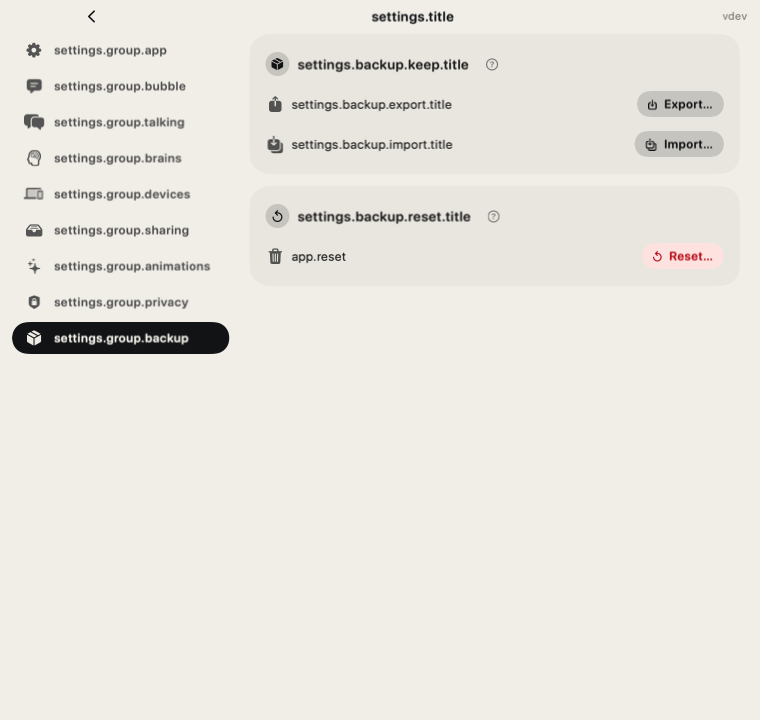 settings.title
vdev
settings.group.app
settings.group.bubble
settings.group.talking
settings.group.brains
settings.group.devices
settings.group.sharing
settings.group.animations
settings.group.privacy
settings.group.backup
settings.backup.keep.title
settings.backup.export.title
Export...
settings.backup.import.title
Import...
settings.backup.reset.title
app.reset
Reset...